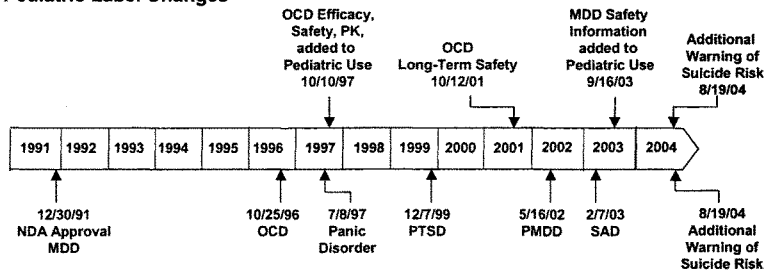 Pediatric Label Changes
OCD Efficacy,
Safety, PK,
added to
Pediatric Use
10/10/97
OCD
Long-Term Safety
10/12/01
MDD Safety
Information
added to
Pediatric Use
9/16/03
Additional
Warning of
Suicide Risk
8/19/04
1991 1992 1993 1994 1995 1996 1997 1998 1999 2000 2001 2002 2003 2004
12/30/91
NDA Approval
MDD
10/25/96
OCD
7/8/97
Panic
Disorder
12/7/99
PTSD
5/16/02
PMDD
2/7/03
SAD
8/19/04
Additional
Warning of
Suicide Risk